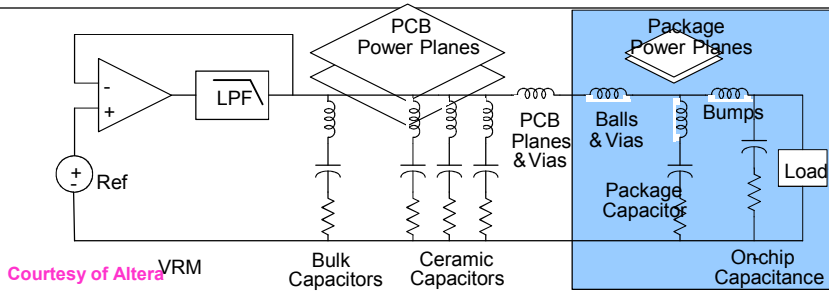 PCB
Power Planes
Package
Power Planes
-
+
LPF
+
-
Ref
PCB
Planes
& Vias
Balls
& Vias
Bumps
Load
Package
Capacitor
Courtesy of Altera
VRM
Bulk
Capacitors
Ceramic
Capacitors
On-chip
Capacitance